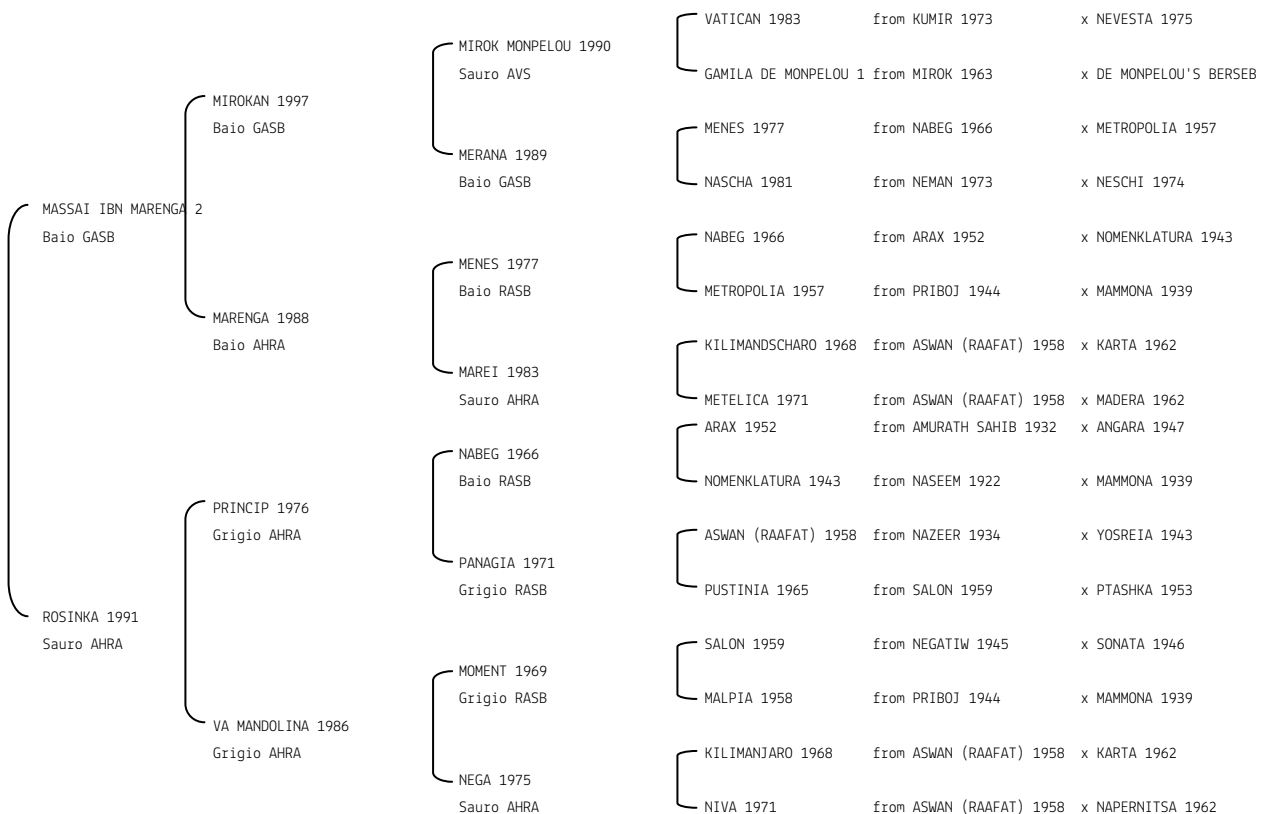 VATICAN 1983 from KUMIR 1973 x NEVESTA 1975
MIROK MONPELOU 1990
Sauro AVS GAMILA DE MONPELOU 1 from MIROK 1963 x DE MONPELOU'S BERSEB
MIROKAN 1997
Baio GASB MENES 1977 from NABEG 1966 x METROPOLIA 1957
MERANA 1989
Baio GASB NASCHA 1981 from NEMAN 1973 x NESCHI 1974
MASSAI IBN MARENGA 2
Baio GASB NABEG 1966 from ARAX 1952 x NOMENKLATURA 1943
MENES 1977
Baio RASB METROPOLIA 1957 from PRIBOJ 1944 x MAMMONA 1939
MARENGA 1988
Baio AHRA KILIMANDSCHARO 1968 from ASWAN (RAAFAT) 1958 x KARTA 1962
MAREI 1983
Sauro AHRA METELICA 1971 from ASWAN (RAAFAT) 1958 x MADERA 1962
ARAX 1952 from AMURATH SAHIB 1932 x ANGARA 1947
NABEG 1966
Baio RASB NOMENKLATURA 1943 from NASEEM 1922 x MAMMONA 1939
PRINCIP 1976
Grigio AHRA ASWAN (RAAFAT) 1958 from NAZEER 1934 x YOSREIA 1943
PANAGIA 1971
Grigio RASB PUSTINIA 1965 from SALON 1959 x PTASHKA 1953
ROSINKA 1991
Sauro AHRA SALON 1959 from NEGATIW 1945 x SONATA 1946
MOMENT 1969
Grigio RASB MALPIA 1958 from PRIBOJ 1944 x MAMMONA 1939
VA MANDOLINA 1986
Grigio AHRA KILIMANJARO 1968 from ASWAN (RAAFAT) 1958 x KARTA 1962
NEGA 1975
Sauro AHRA NIVA 1971 from ASWAN (RAAFAT) 1958 x NAPERNITSA 1962